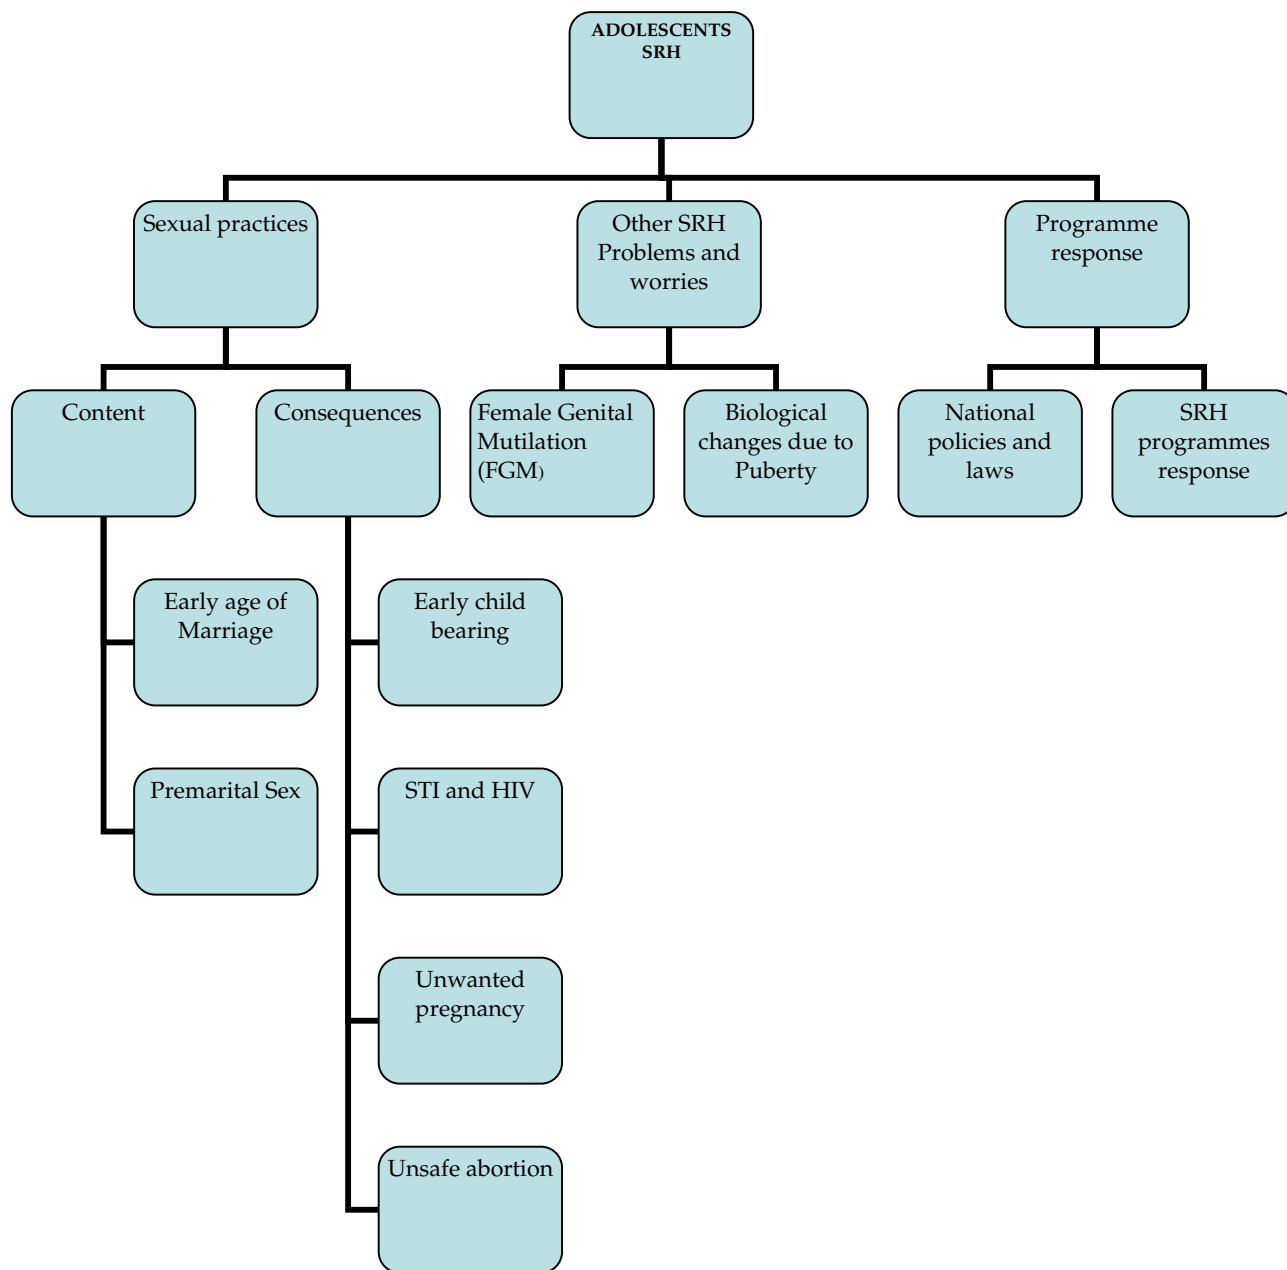 ADOLESCENTS
SRH
Sexual practices
Other SRH
Problems and
worries
Programme
response
Content
Consequences
Female Genital
Mutilation
(FGM)
Biological
changes due to
Puberty
National
policies and
laws
SRH
programmes
response
Early age of
Marriage
Early child
bearing
Premarital Sex
STI and HIV
Unwanted
pregnancy
Unsafe abortion